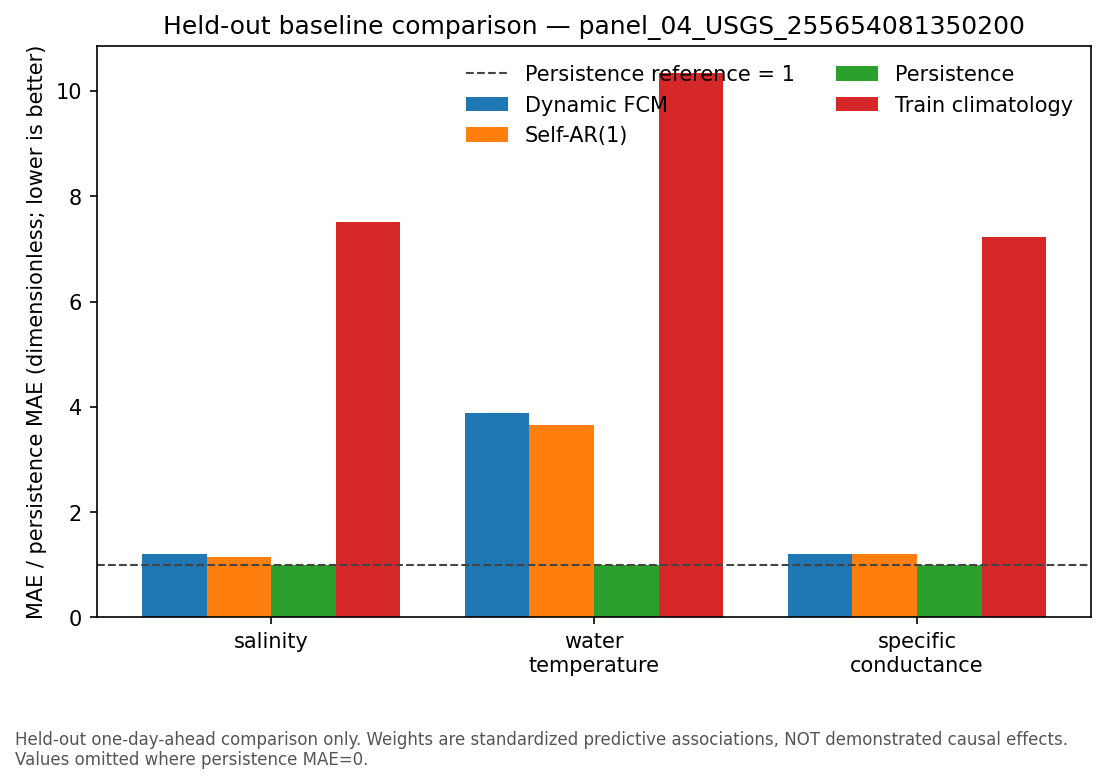 Held-out baseline comparison — panel_04_USGS_255654081350200
MAE / persistence MAE (dimensionless; lower is better)
10
8
6
4
2
0
Persistence reference = 1
Dynamic FCM
Self-AR(1)
Persistence
Train climatology
salinity
water
temperature
specific
conductance
Held-out one-day-ahead comparison only. Weights are standardized predictive associations, NOT demonstrated causal effects.
Values omitted where persistence MAE=0.